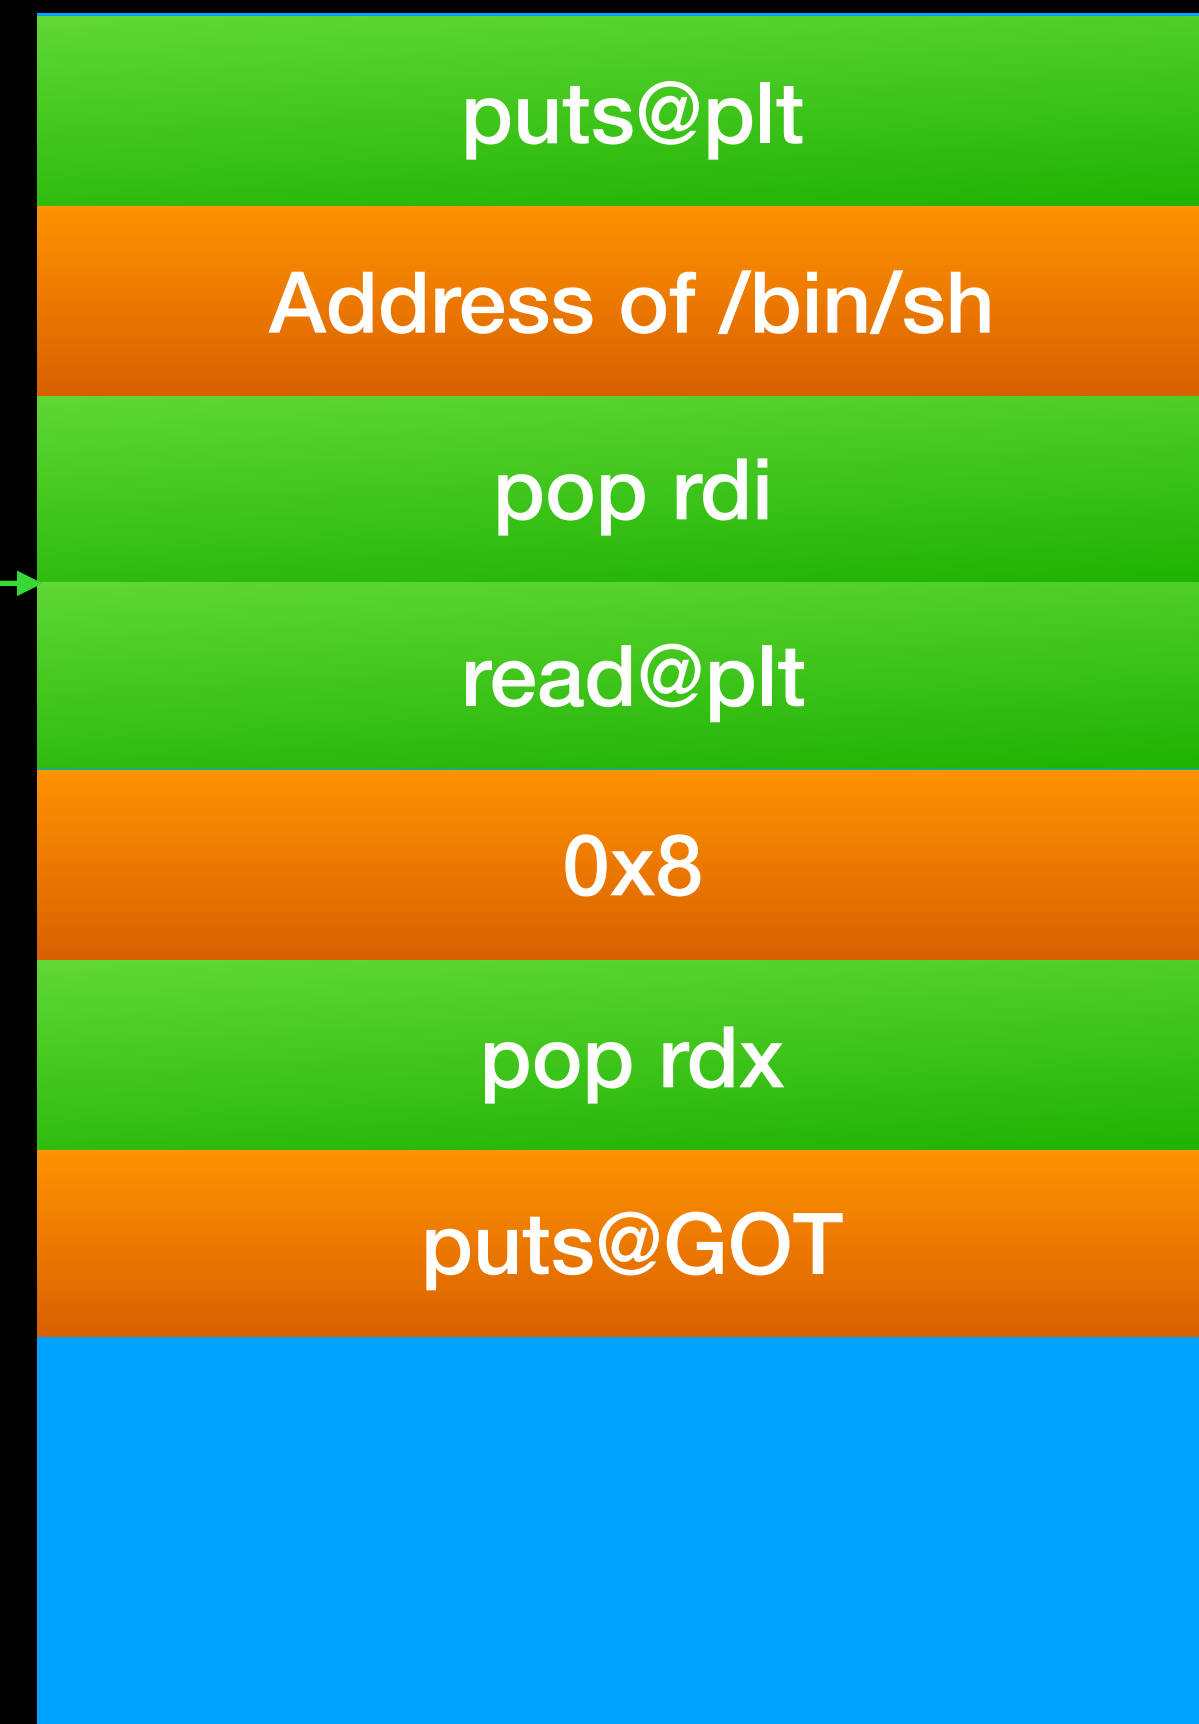 puts@plt
Address of /bin/sh
pop rdi
read@plt
0x8
pop rdx
puts@GOT